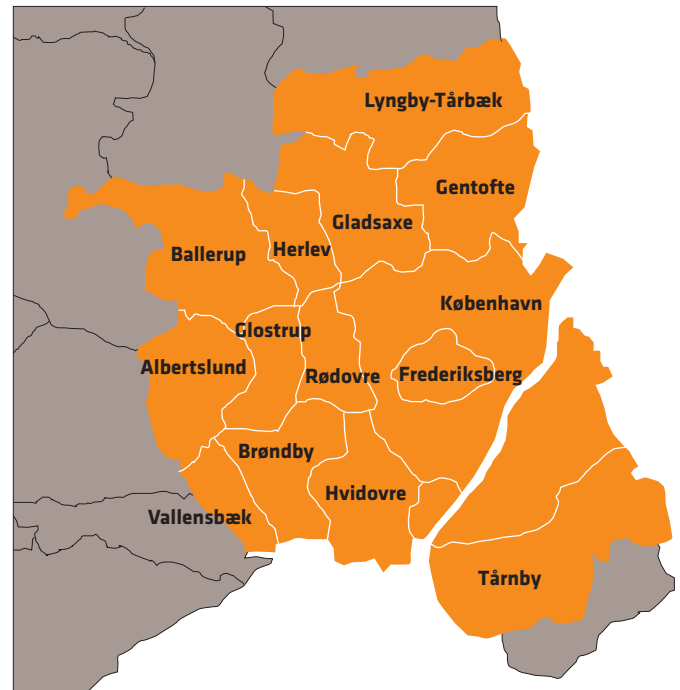 Lyngby-Tårbæk
Gentofte
Gladsaxe
Herlev
Ballerup
København
Glostrup
Albertslund
Rødovre
Frederiksberg
Brøndby
Hvidovre
Vallensbæk
Tårnby